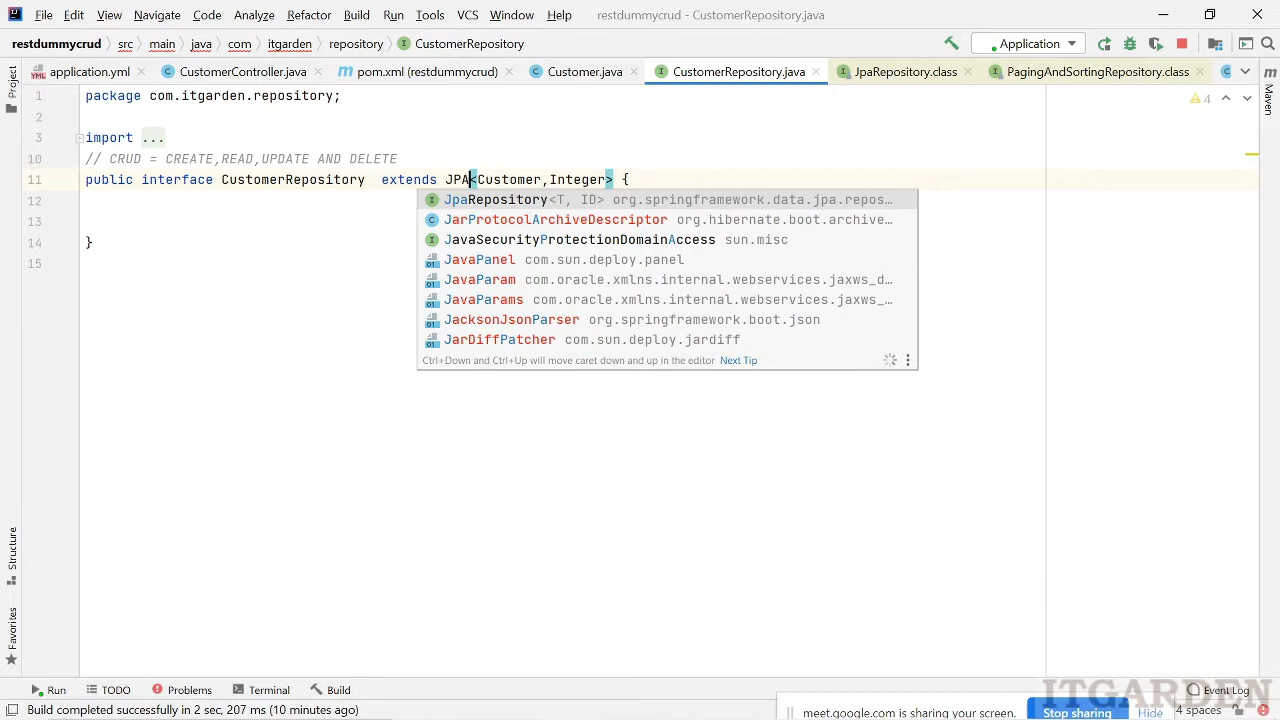 File Edit View Navigate Code Analyze Refactor Build Run Tools VCS Window Help restdummycrud - CustomerRepository.java
restdummycrud src main java com itgarden repository CustomerRepository Application
application.yml CustomerController.java pom.xml (restdummycrud) Customer.java CustomerRepository.java JpaRepository.class PagingAndSortingRepository.class
Project
Maven
1 package com.itgarden.repository;
4
2
3 import ...
10 // CRUD = CREATE,READ,UPDATE AND DELETE
11 public interface CustomerRepository extends JPA<Customer,Integer> {
12
13
14 }
15
JpaRepository<T, ID> org.springframework.data.jpa.repos…
JarProtocolArchiveDescriptor org.hibernate.boot.archive…
JavaSecurityProtectionDomainAccess sun.misc
JavaPanel com.sun.deploy.panel
JavaParam com.oracle.xmlns.internal.webservices.jaxws_d…
JavaParams com.oracle.xmlns.internal.webservices.jaxws_…
JacksonJsonParser org.springframework.boot.json
JarDiffPatcher com.sun.deploy.jardiff
Ctrl+Down and Ctrl+Up will move caret down and up in the editor Next Tip
Structure
Favorites
Run TODO Problems Terminal Build Event Log
ITGARDEN
Build completed successfully in 2 sec, 207 ms (10 minutes ago) 4 spaces
meet.google.com is sharing your screen. Stop sharing Hide